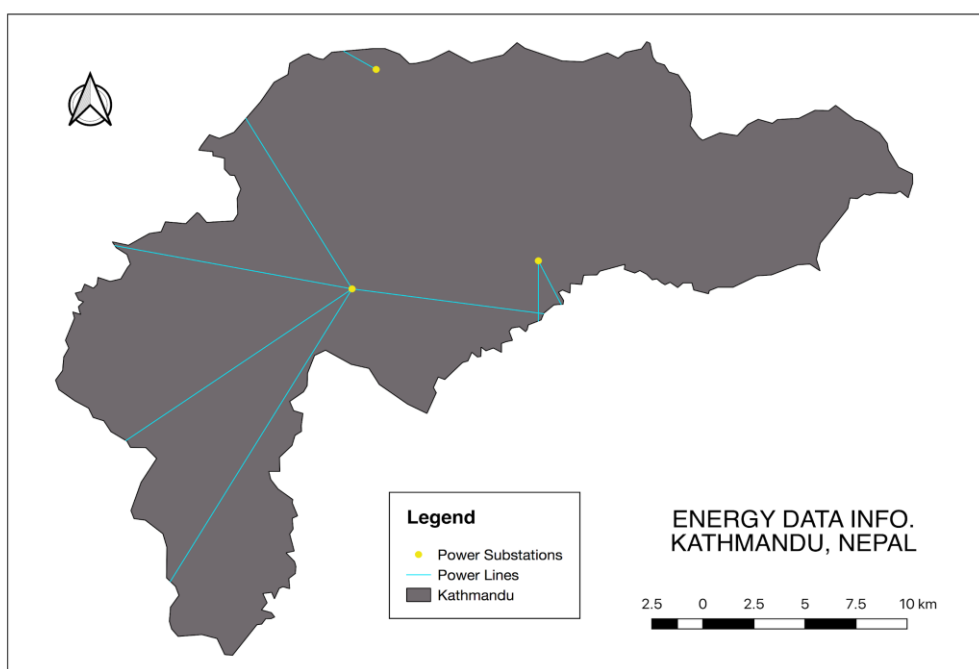 Legend
Power Substations
Power Lines
Kathmandu
ENERGY DATA INFO.
KATHMANDU, NEPAL
2.5 0 2.5 5 7.5 10 km